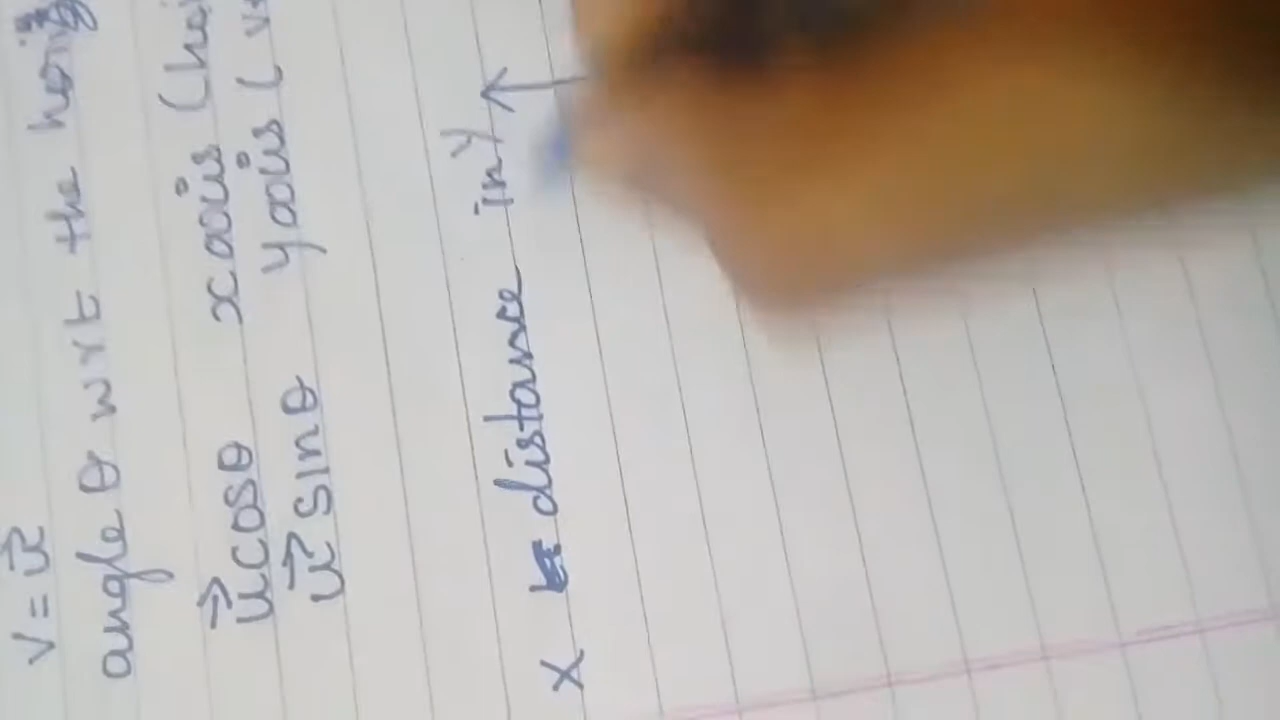 v = u⃗
angle θ wrt the
u⃗ cosθ xaxis
u⃗ sinθ yaxis
x distance in y →